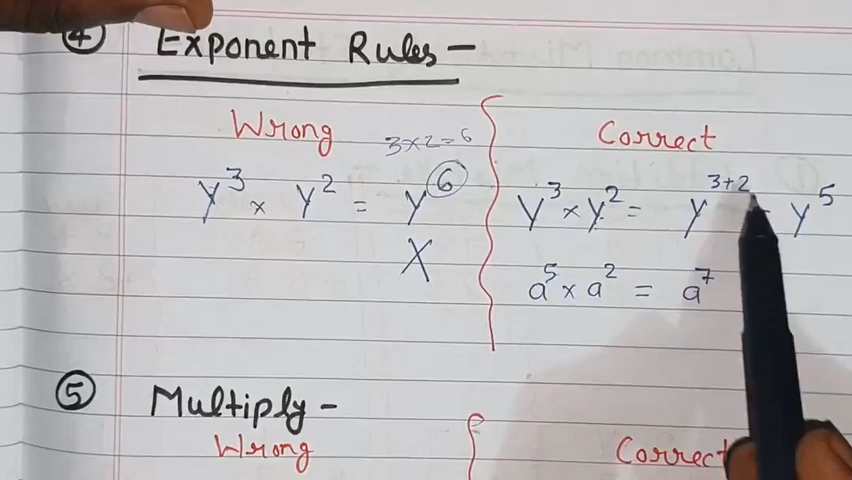 ④ Exponent Rules -
Wrong
3×2=6
y³ × y² = y⁶
X
Correct
y³ × y² = y³⁺² = y⁵
a⁵ × a² = a⁷
⑤ Multiply -
Wrong
Correct